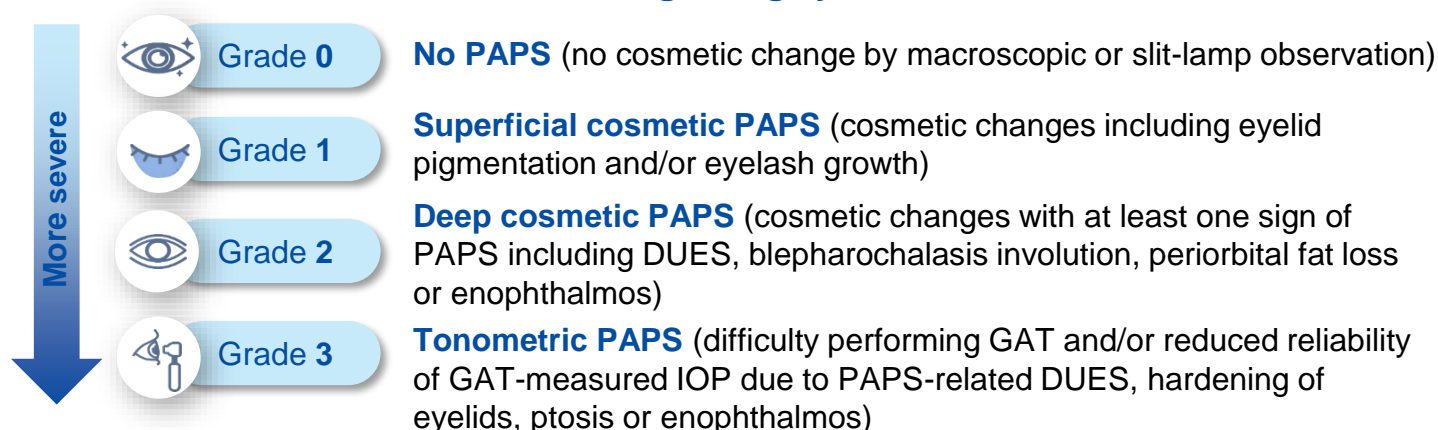 More severe
Grade 0
No PAPS (no cosmetic change by macroscopic or slit-lamp observation)
Grade 1
Superficial cosmetic PAPS (cosmetic changes including eyelid
pigmentation and/or eyelash growth)
Grade 2
Deep cosmetic PAPS (cosmetic changes with at least one sign of
PAPS including DUES, blepharochalasis involution, periorbital fat loss
or enophthalmos)
Grade 3
Tonometric PAPS (difficulty performing GAT and/or reduced reliability
of GAT-measured IOP due to PAPS-related DUES, hardening of
eyelids, ptosis or enophthalmos)